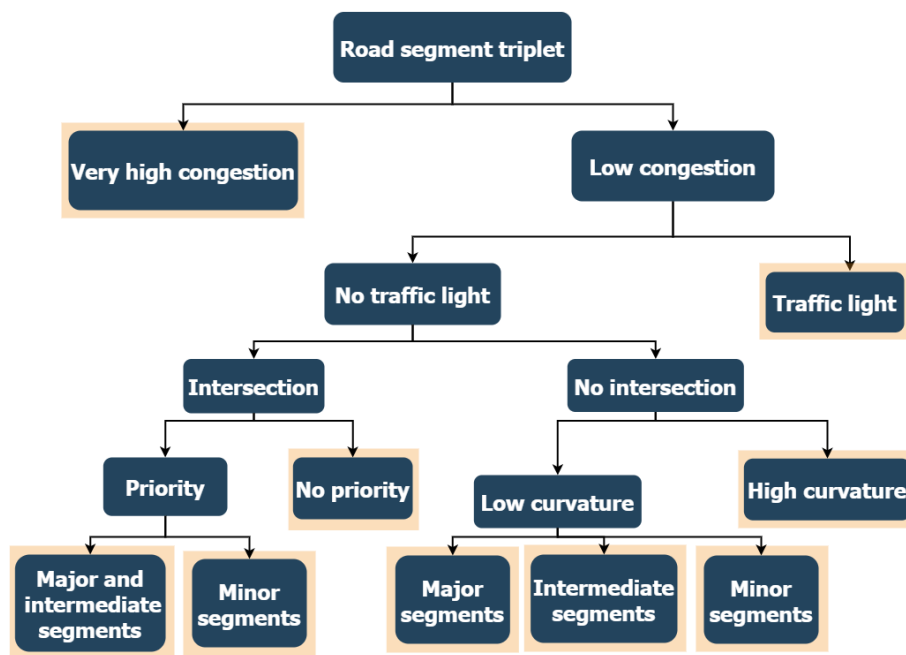 Road segment triplet
Very high congestion
Low congestion
No traffic light
Traffic light
Intersection
No intersection
Priority
No priority
Low curvature
High curvature
Major and
intermediate
segments
Minor
segments
Major
segments
Intermediate
segments
Minor
segments